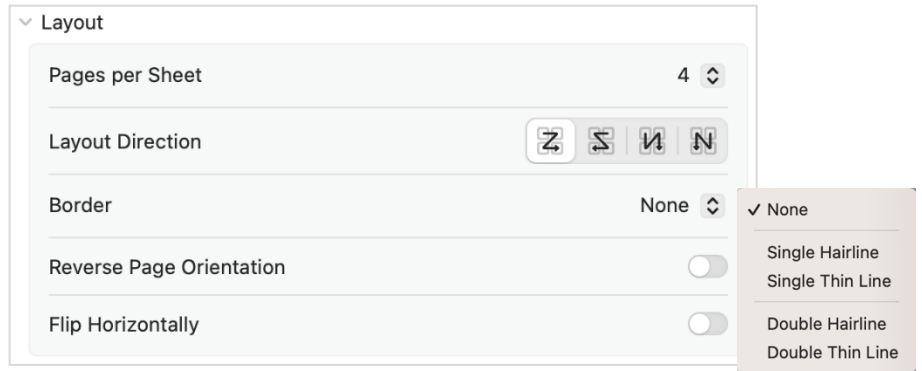 Layout
Pages per Sheet 4
Layout Direction
Border None
Reverse Page Orientation
Flip Horizontally
✓ None
Single Hairline
Single Thin Line
Double Hairline
Double Thin Line